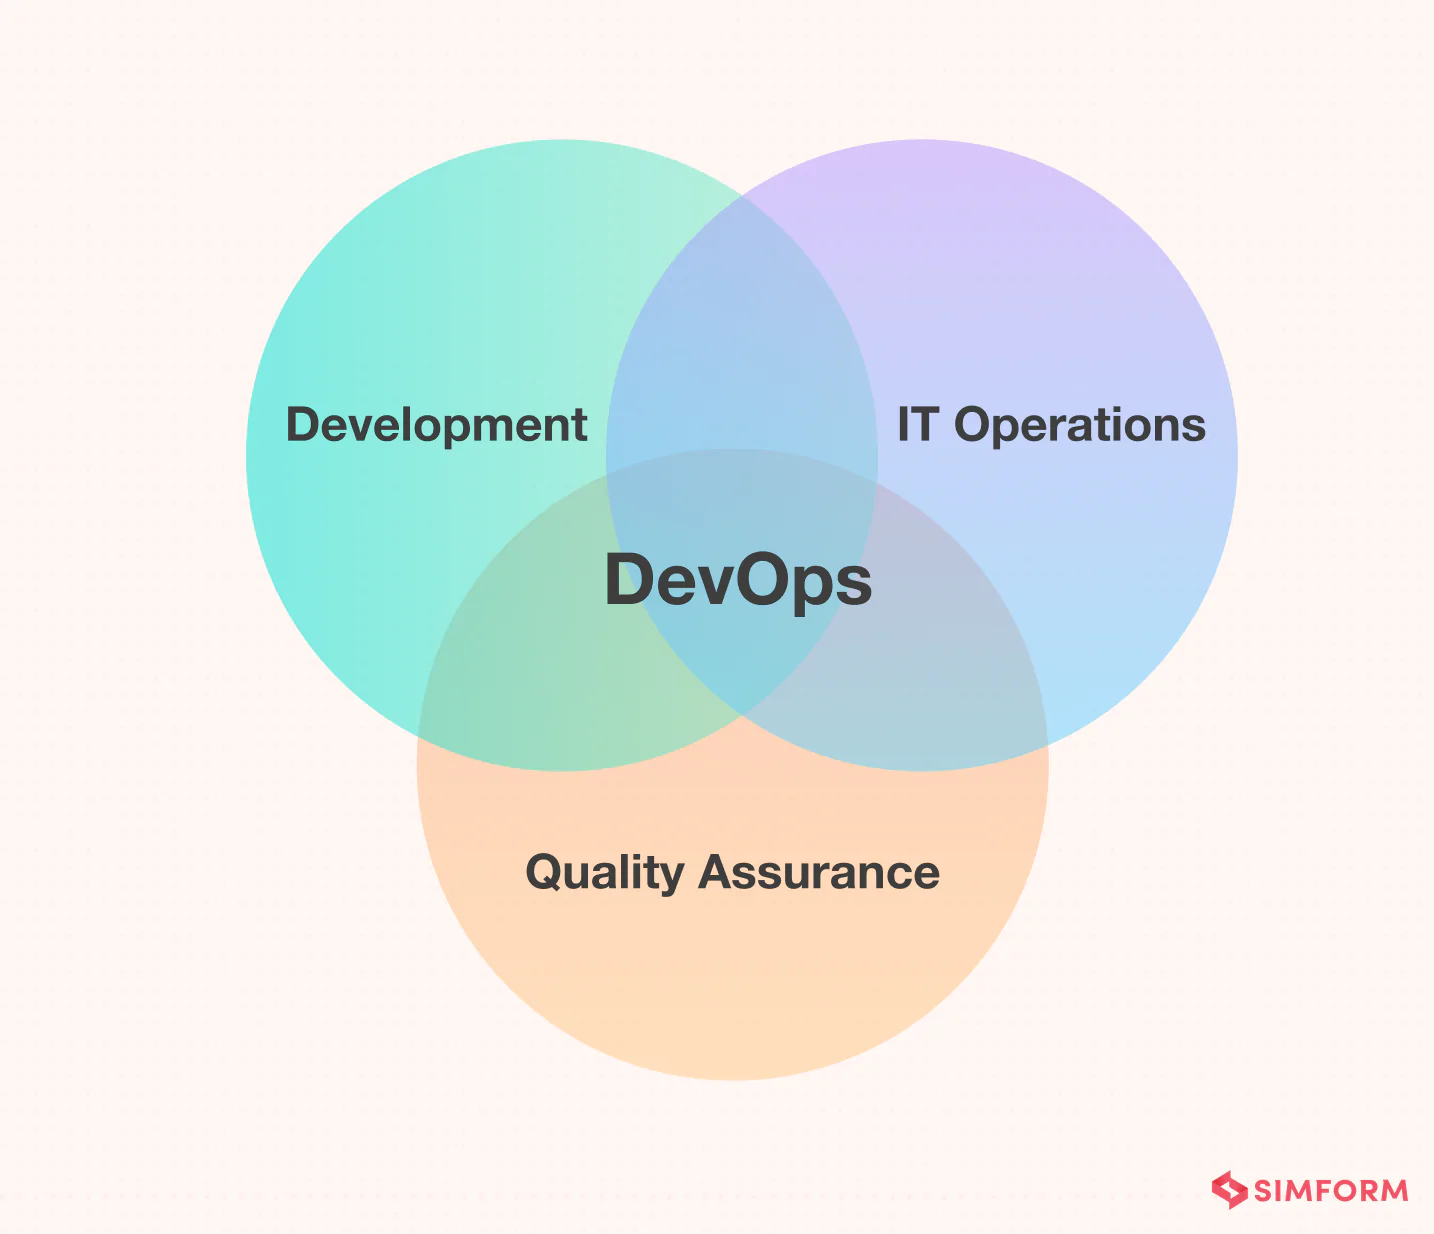 Development
IT Operations
DevOps
Quality Assurance
SIMFORM